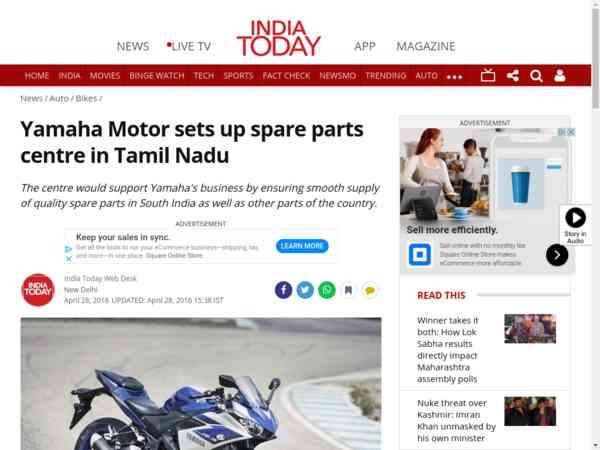 NEWS
LIVE TV
INDIA
TODAY
APP
MAGAZINE
HOME INDIA MOVIES BINGE WATCH TECH SPORTS FACT CHECK NEWSMO TRENDING AUTO
News / Auto / Bikes /
Yamaha Motor sets up spare parts
centre in Tamil Nadu
The centre would support Yamaha's business by ensuring smooth supply
of quality spare parts in South India as well as other parts of the country.
ADVERTISEMENT
Keep your sales in sync.
Get all the tools to run your eCommerce business—shipping, tax,
and more—in one place. Square Online Store
LEARN MORE
INDIA
TODAY
India Today Web Desk
New Delhi
April 28, 2016 UPDATED: April 28, 2016 15:38 IST
YAMAHA
ADVERTISEMENT
Sell more efficiently.
Sell online with no monthly fee.
Square Online Store makes
eCommerce more affordable.
Story in
Audio
READ THIS
Winner takes it
both: How Lok
Sabha results
directly impact
Maharashtra
assembly polls
Nuke threat over
Kashmir: Imran
Khan unmasked by
his own minister